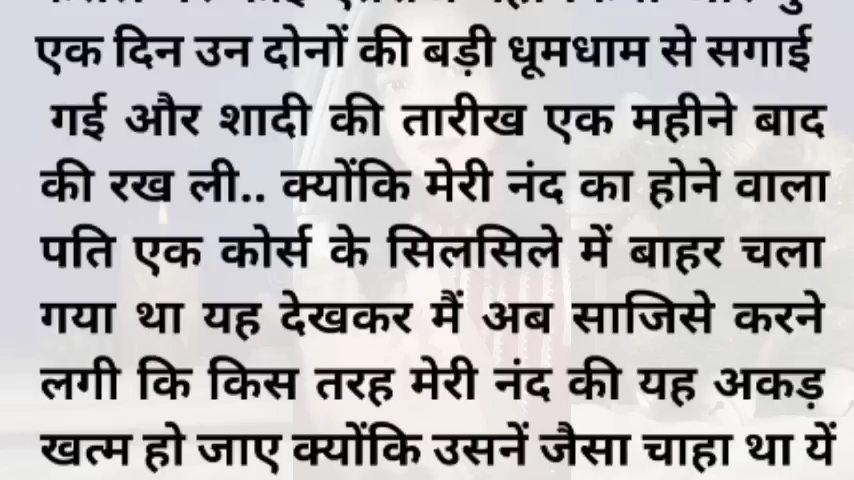 एक दिन उन दोनों की बड़ी धूमधाम से सगाई
गई और शादी की तारीख एक महीने बाद
की रख ली.. क्योंकि मेरी नंद का होने वाला
पति एक कोर्स के सिलसिले में बाहर चला
गया था यह देखकर मैं अब साजिसे करने
लगी कि किस तरह मेरी नंद की यह अकड़
खत्म हो जाए क्योंकि उसनें जैसा चाहा था यें